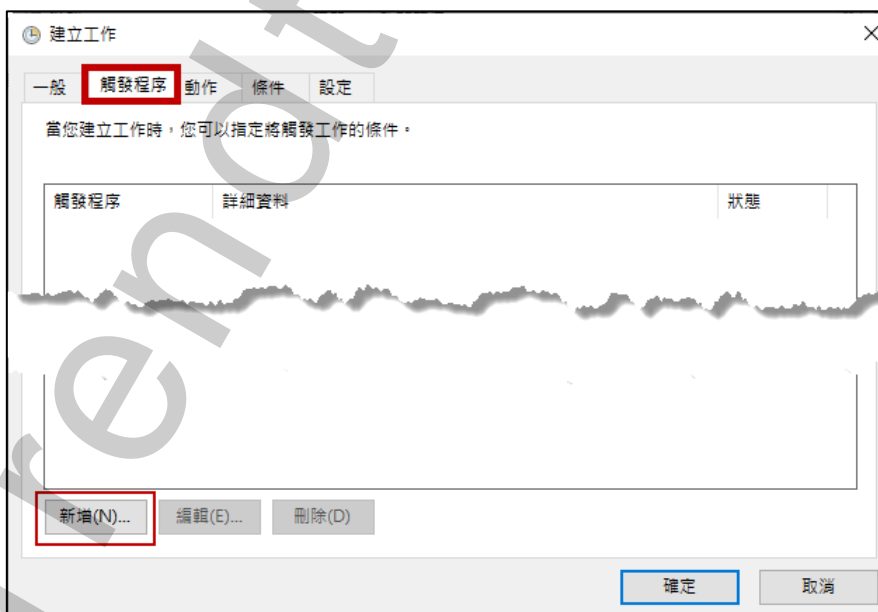 建立工作
一般 觸發程序 動作 條件 設定
當您建立工作時，您可以指定將觸發工作的條件。
觸發程序 詳細資料 狀態
新增(N)... 編輯(E)... 刪除(D)
確定 取消
rendt